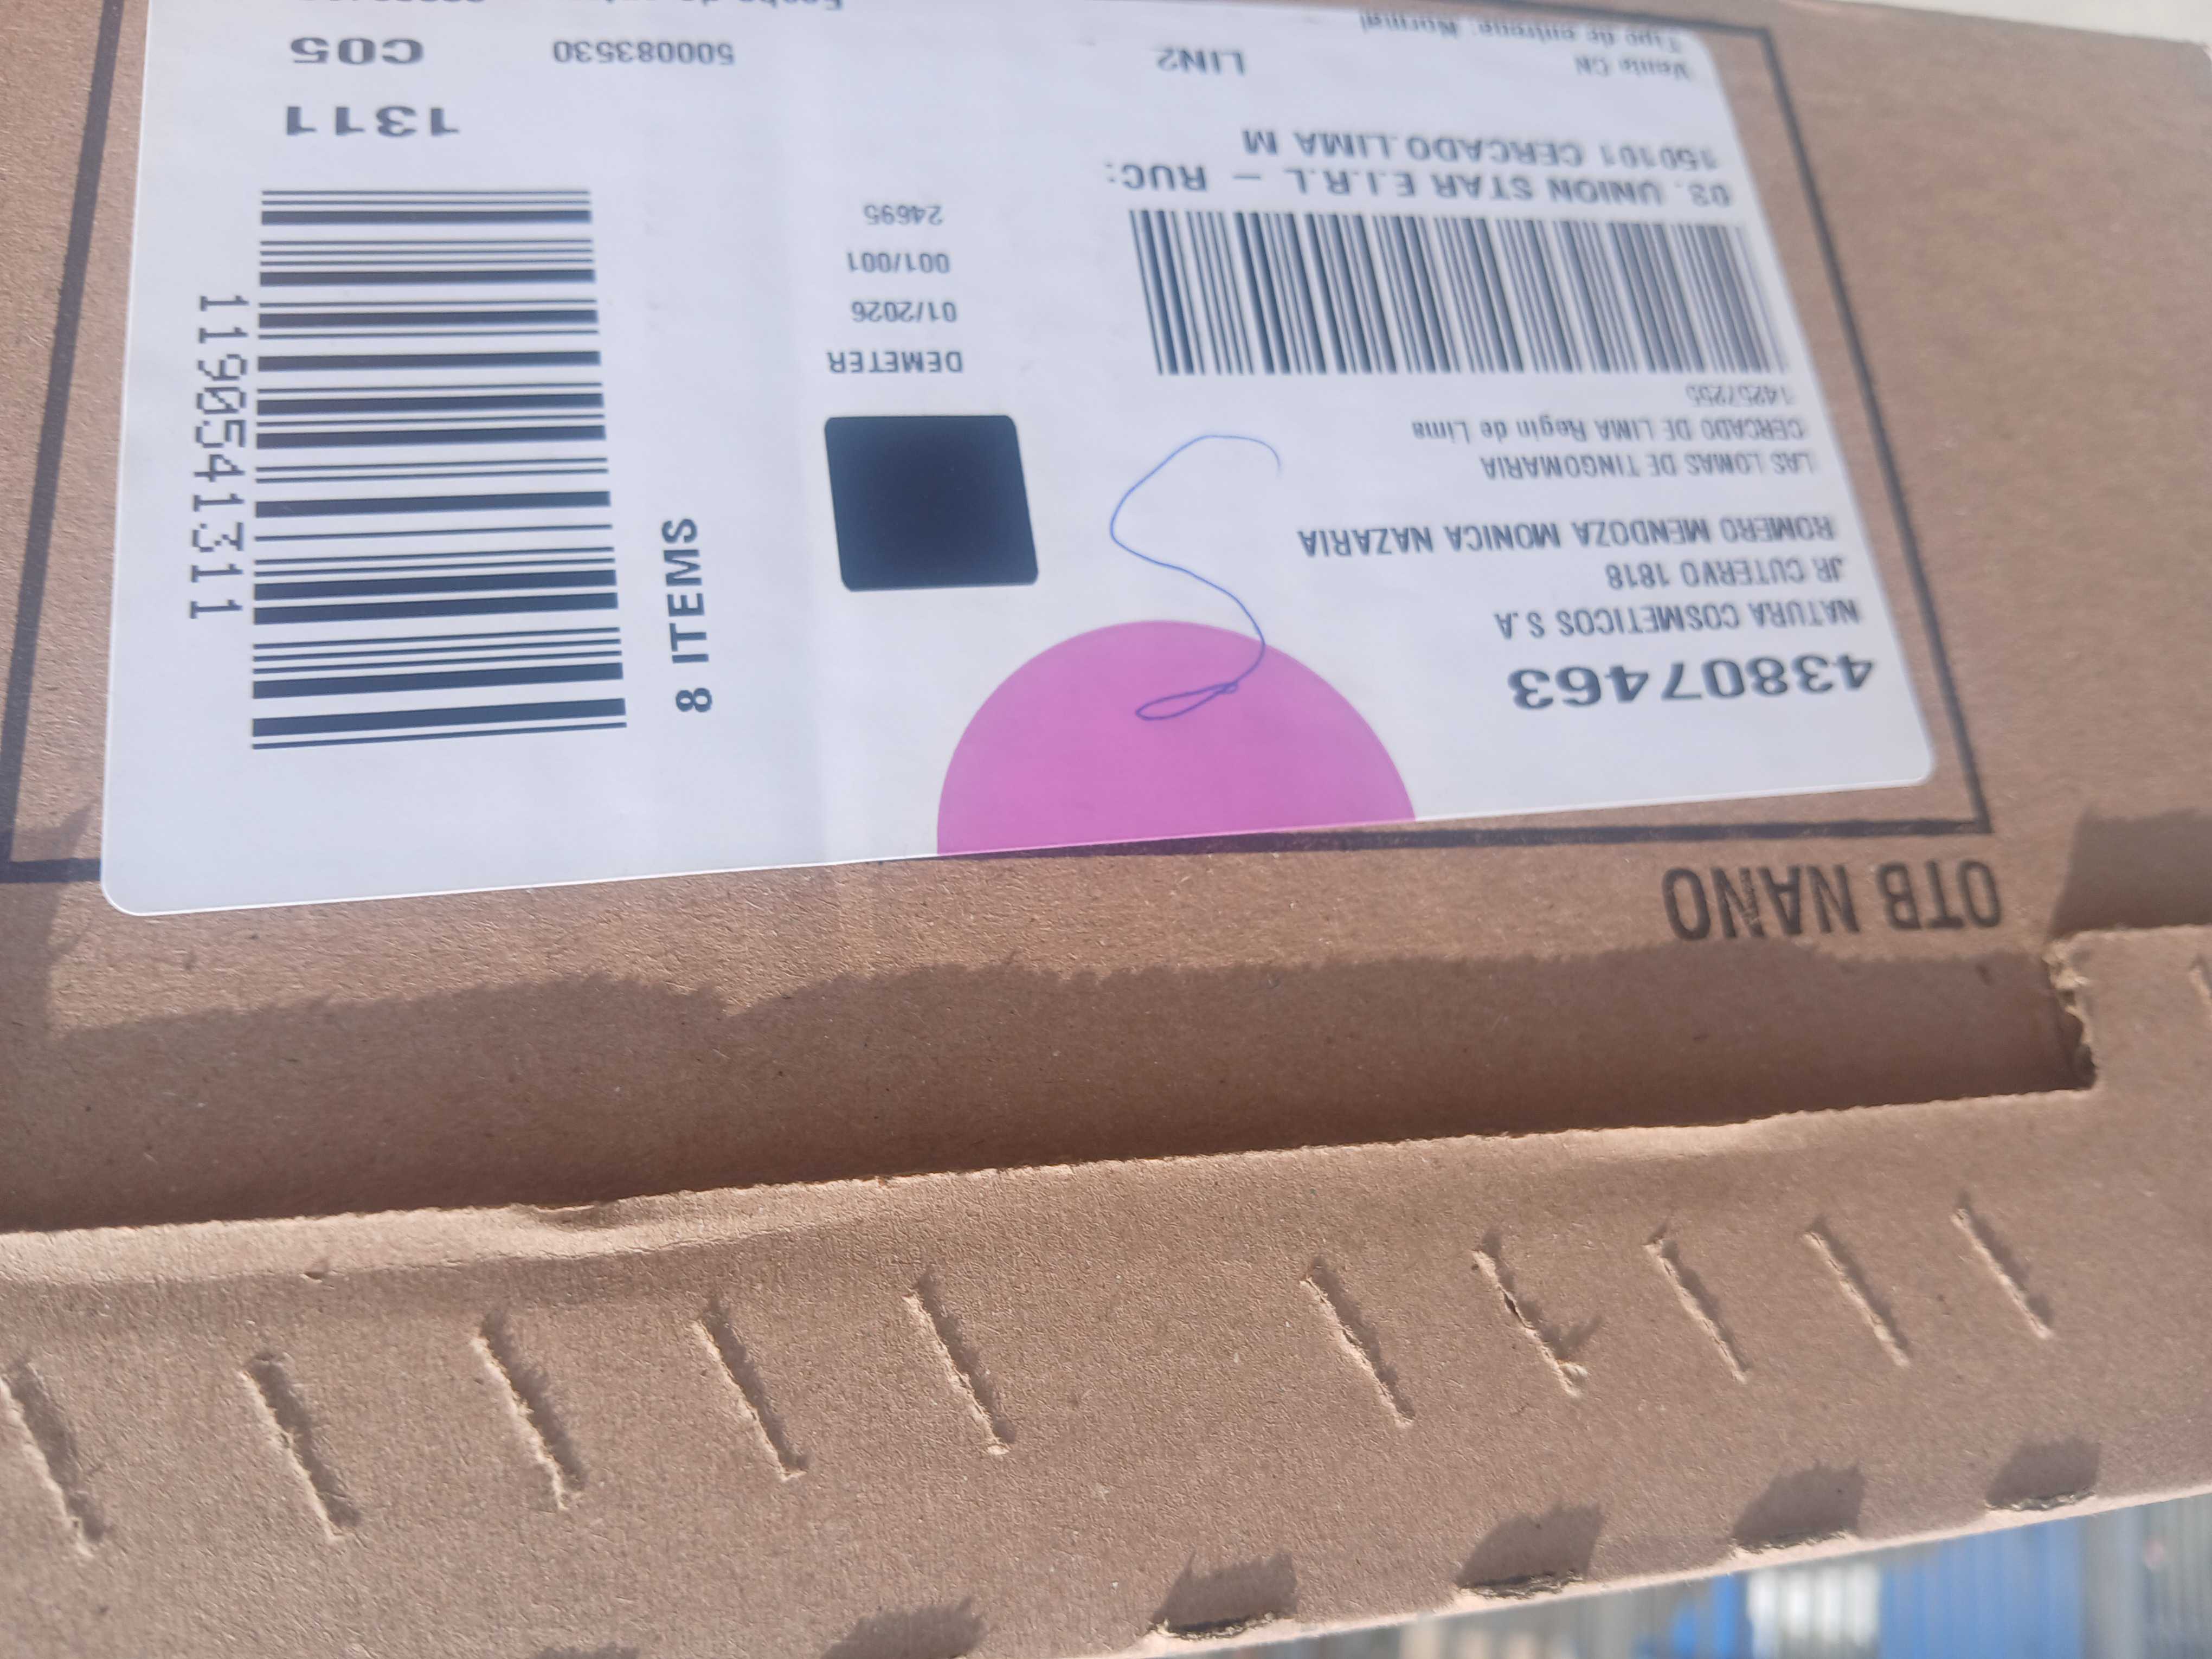 OTB NANO
43807463
NATURA COSMETICOS S.A
JR CUTERVO 1818
ROMERO MENDOZA MONICA NAZARIA
LAS LOMAS DE TINGOMARIA
CERCADO DE LIMA Regin de Lima
14257255
03. UNION STAR E.I.R.L - RUC:
150101 CERCADO.LIMA M
Venta CN
LIN2
Tipo de entrega: Normal
DEMETER
01/2026
001/001
24695
8 ITEMS
1190541311
1311
500083530
C05